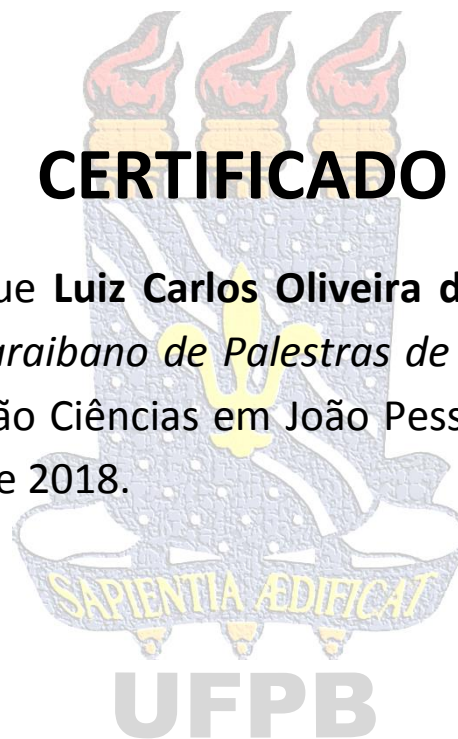 CERTIFICADO
ue Luiz Carlos Oliveira d
araibano de Palestras de
ão Ciências em João Pess
e 2018.
SAPIENTIA ÆDIFICAT
UFPB